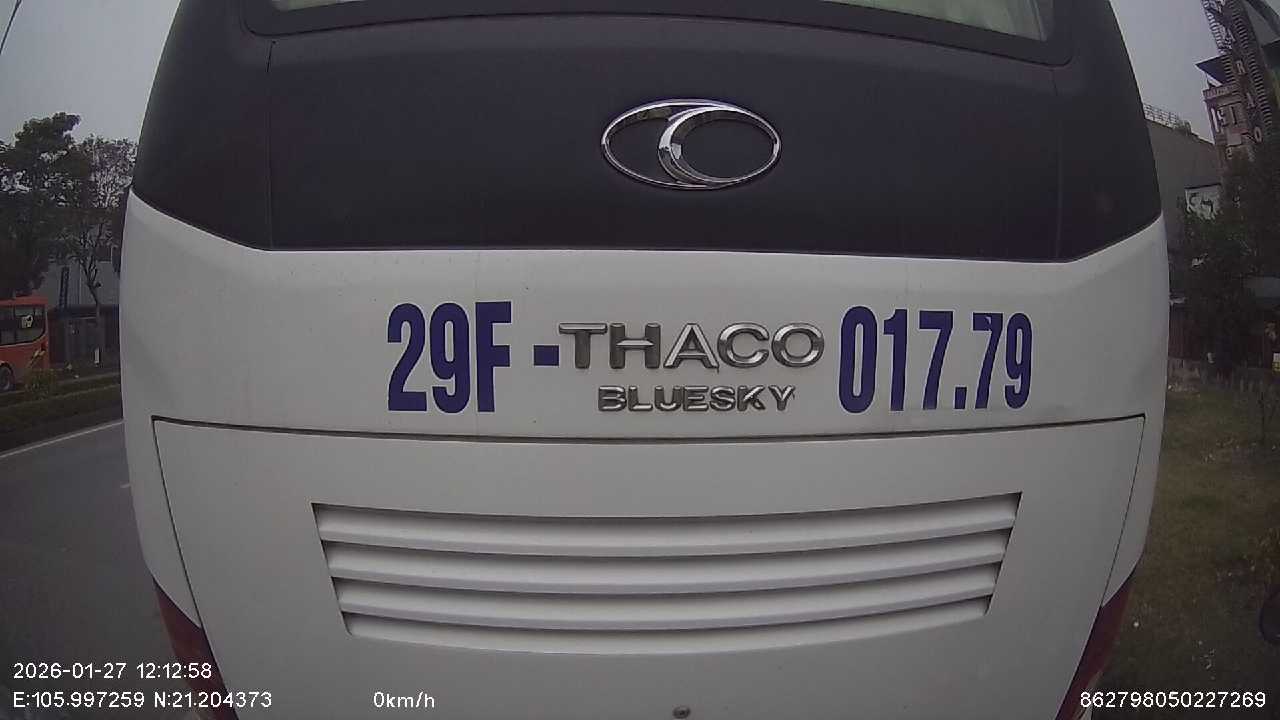 29F - THACO 017.79
BLUESKY
2026-01-27 12:12:58
E:105.997259 N:21.204373 0km/h 862798050227269